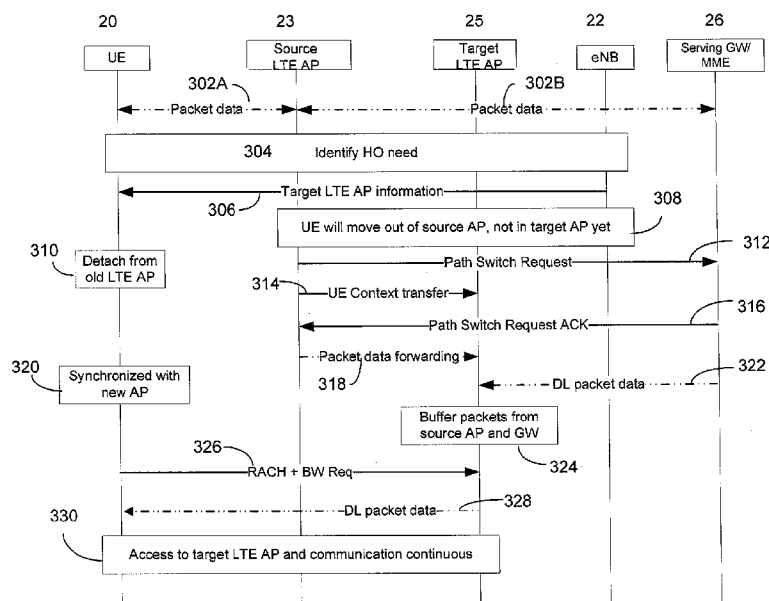 20
23
25
22
26
UE
Source
LTE AP
Target
LTE AP
eNB
Serving GW/
MME
302A
302B
Packet data
Packet data
304
Identify HO need
Target LTE AP information
306
UE will move out of source AP, not in target AP yet
308
310
Detach from
old LTE AP
312
Path Switch Request
314
UE Context transfer
316
Path Switch Request ACK
Packet data forwarding
318
320
Synchronized with
new AP
322
DL packet data
Buffer packets from
source AP and GW
324
326
RACH + BW Req
328
DL packet data
330
Access to target LTE AP and communication continuous